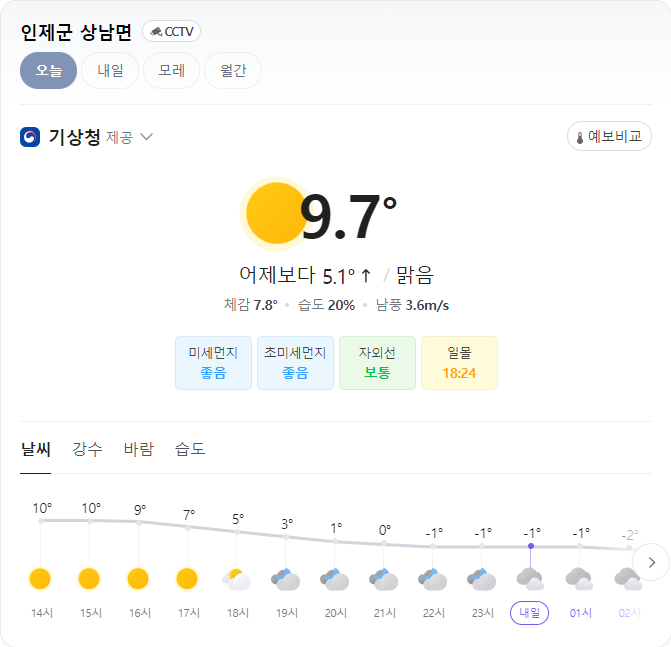 인제군 상남면 CCTV
오늘 내일 모레 월간
기상청 제공 예보비교
9.7°
어제보다 5.1° ↑ / 맑음
체감 7.8° • 습도 20% • 남풍 3.6m/s
미세먼지 초미세먼지 자외선 일몰
좋음 좋음 보통 18:24
날씨 강수 바람 습도
10° 10° 9° 7° 5° 3° 1° 0° -1° -1° -1° -1° -2°
14시 15시 16시 17시 18시 19시 20시 21시 22시 23시 내일 01시 02시